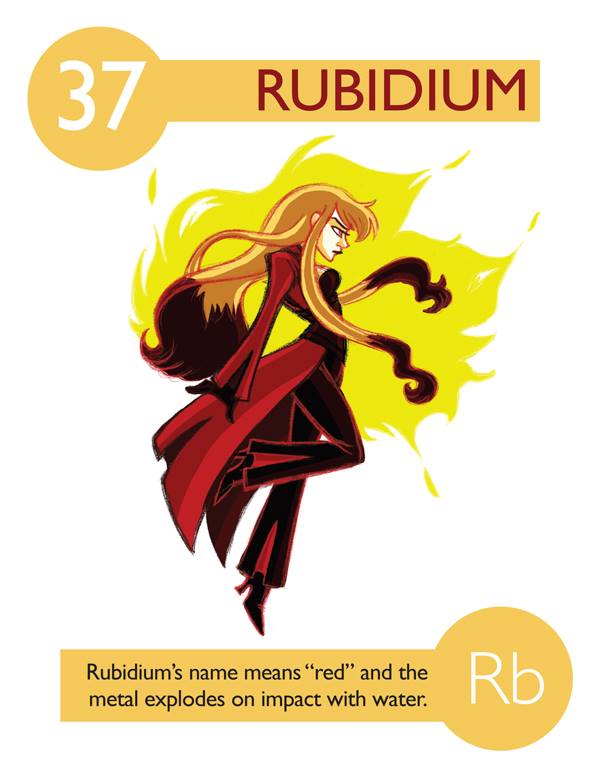 37
RUBIDIUM
Rubidium’s name means “red” and the
metal explodes on impact with water.
Rb